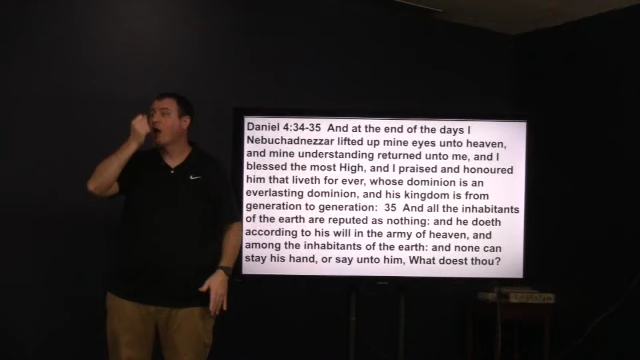 Daniel 4:34-35 And at the end of the days I
Nebuchadnezzar lifted up mine eyes unto heaven,
and mine understanding returned unto me, and I
blessed the most High, and I praised and honoured
him that liveth for ever, whose dominion is an
everlasting dominion, and his kingdom is from
generation to generation: 35 And all the inhabitants
of the earth are reputed as nothing: and he doeth
according to his will in the army of heaven, and
among the inhabitants of the earth: and none can
stay his hand, or say unto him, What doest thou?